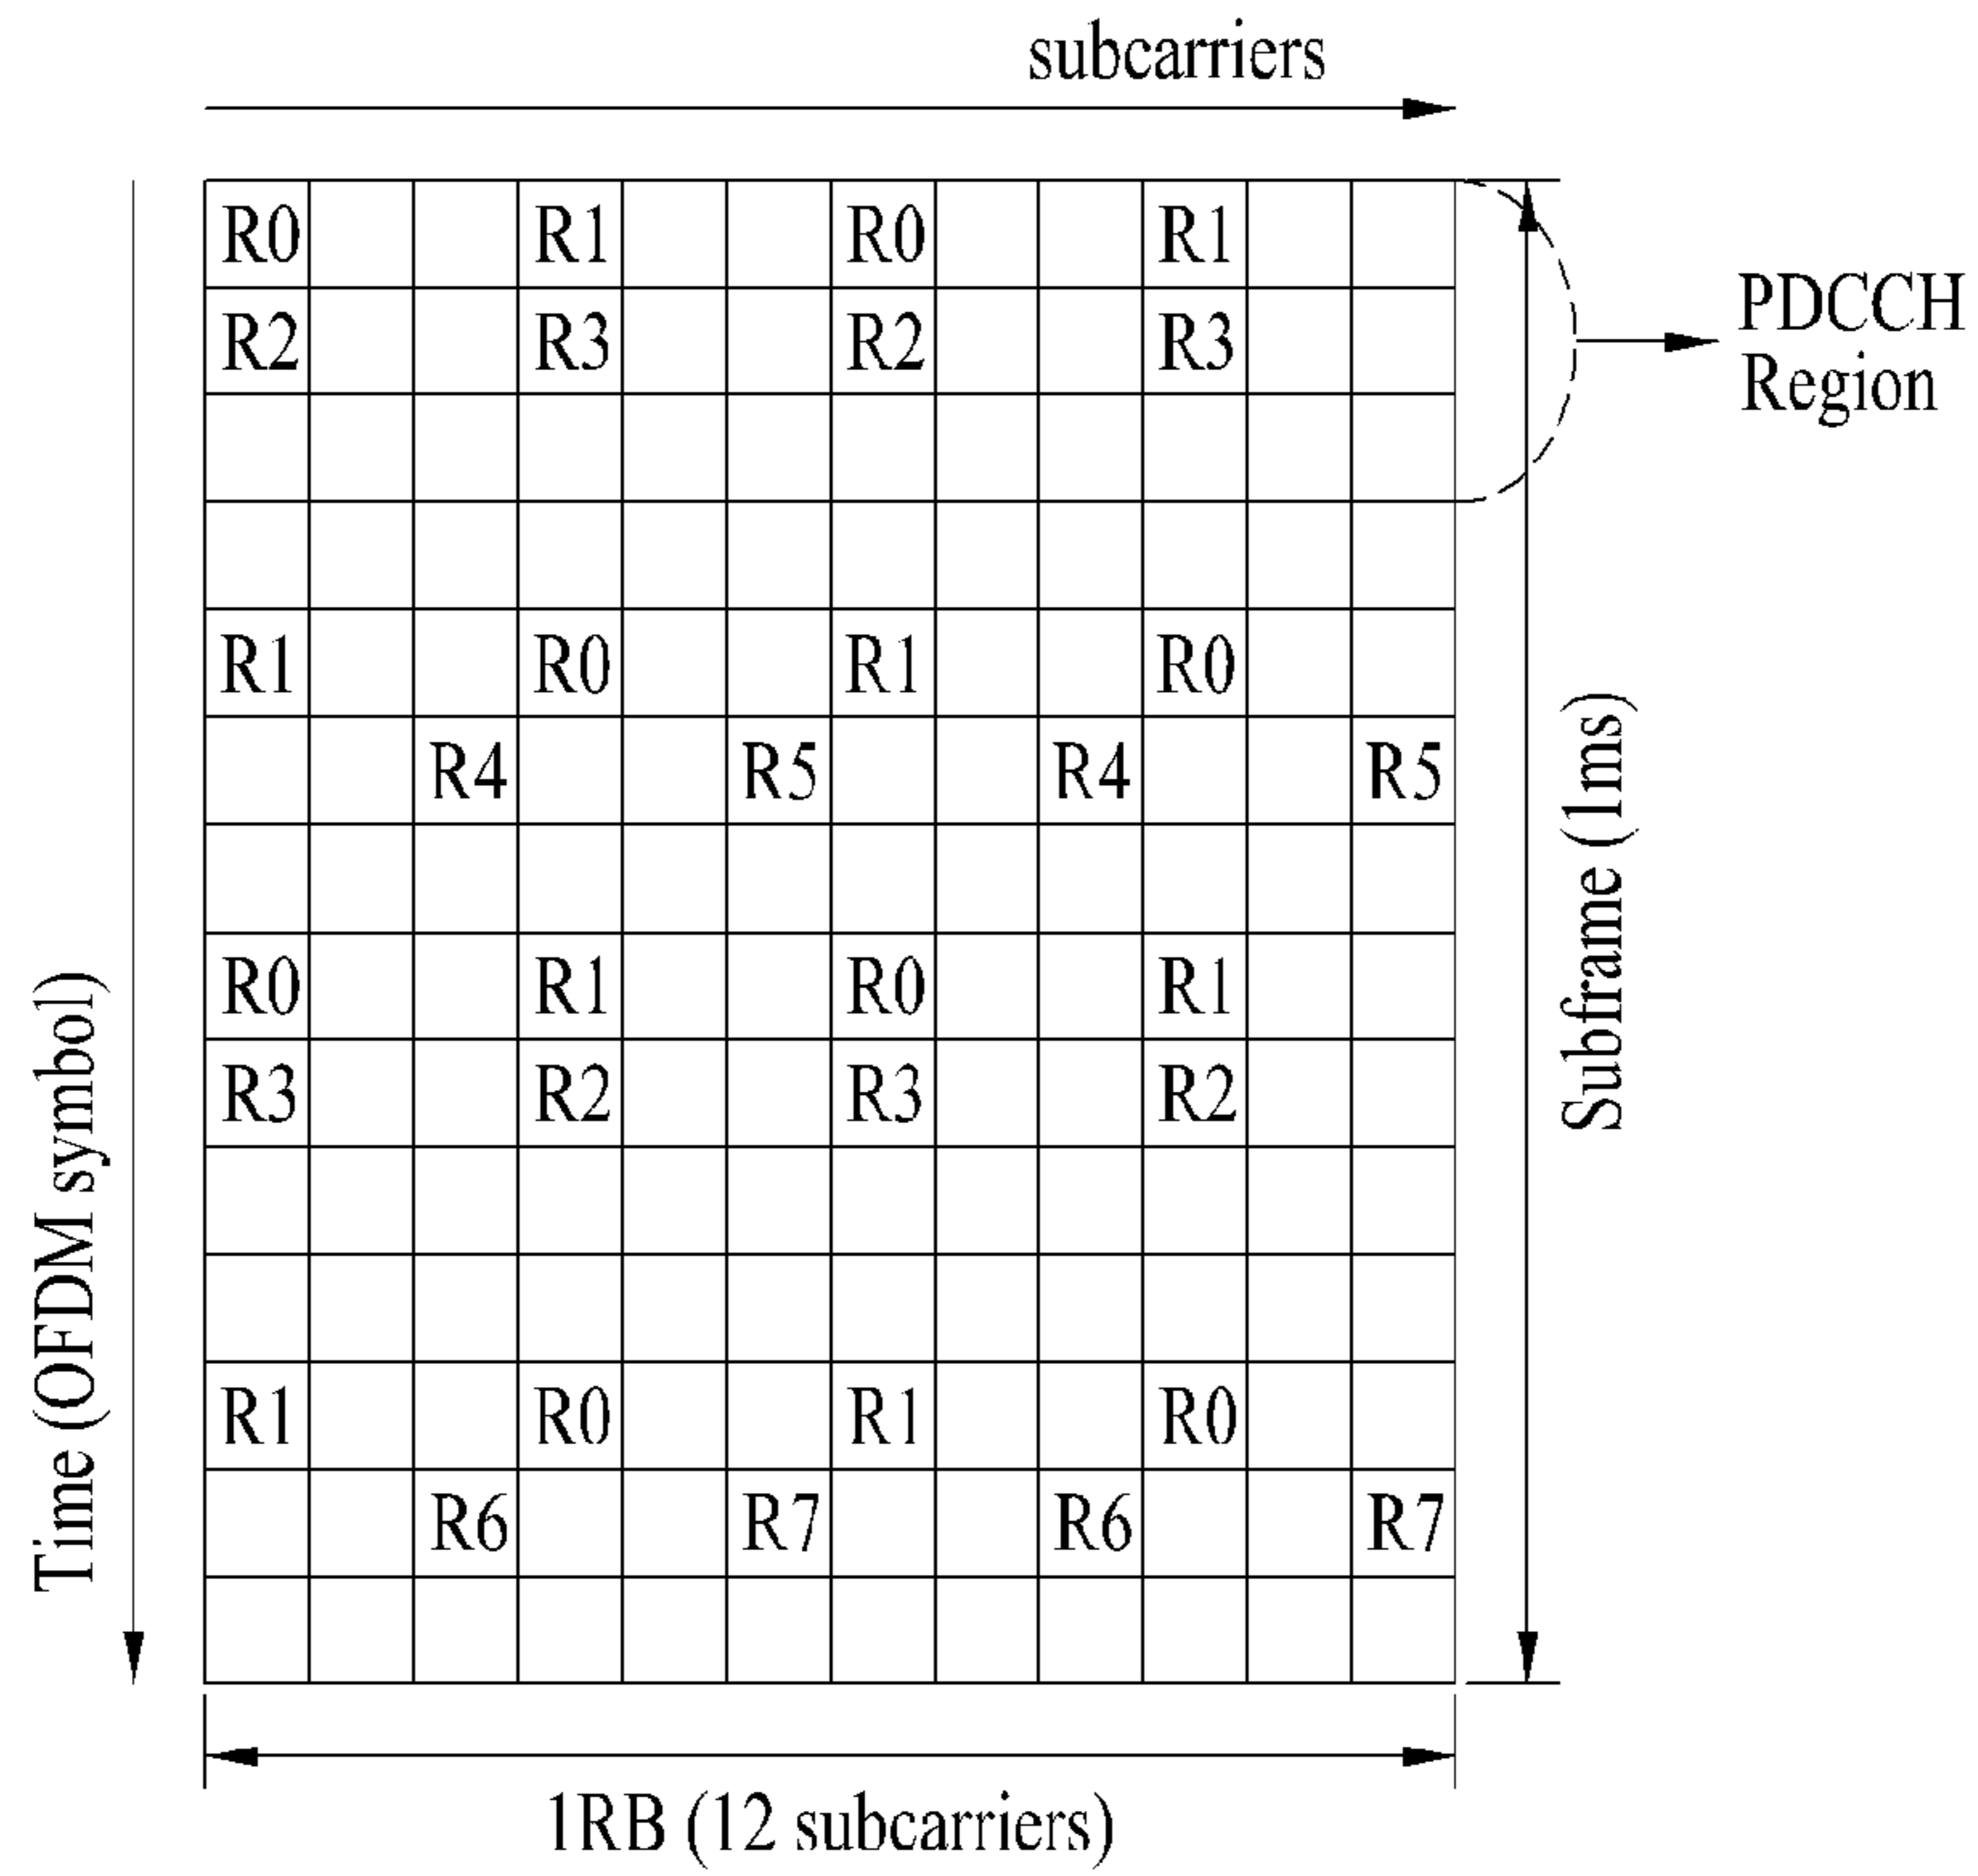 subcarriers
R0 R1 R0 R1
R2 R3 R2 R3
PDCCH
Region
R1 R0 R1 R0
R4 R5 R4 R5
R0 R1 R0 R1
R3 R2 R3 R2
R1 R0 R1 R0
R6 R7 R6 R7
Time (OFDM symbol)
Subframe (1ms)
1RB (12 subcarriers)